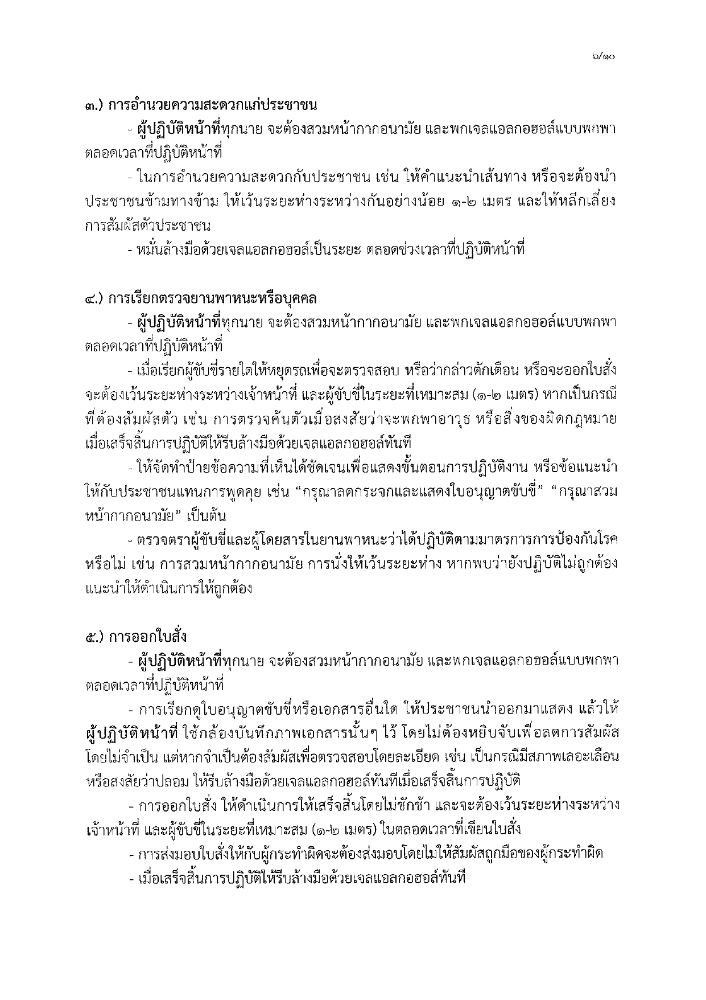 ๖/๑๐
๓.) การอำนวยความสะดวกแก่ประชาชน
- ผู้ปฏิบัติหน้าที่ทุกนาย จะต้องสวมหน้ากากอนามัย และพกเจลแอลกอฮอล์แบบพกพา
ตลอดเวลาที่ปฏิบัติหน้าที่
- ในการอำนวยความสะดวกกับประชาชน เช่น ให้คำแนะนำเส้นทาง หรือจะต้องนำ
ประชาชนข้ามทางข้าม ให้เว้นระยะห่างระหว่างกันอย่างน้อย ๑-๒ เมตร และให้หลีกเลี่ยง
การสัมผัสตัวประชาชน
- หมั่นล้างมือด้วยเจลแอลกอฮอล์เป็นระยะ ตลอดช่วงเวลาที่ปฏิบัติหน้าที่
๔.) การเรียกตรวจยานพาหนะหรือบุคคล
- ผู้ปฏิบัติหน้าที่ทุกนาย จะต้องสวมหน้ากากอนามัย และพกเจลแอลกอฮอล์แบบพกพา
ตลอดเวลาที่ปฏิบัติหน้าที่
- เมื่อเรียกผู้ขับขี่รายใดให้หยุดรถเพื่อจะตรวจสอบ หรือว่ากล่าวตักเตือน หรือจะออกใบสั่ง
จะต้องเว้นระยะห่างระหว่างเจ้าหน้าที่ และผู้ขับขี่ในระยะที่เหมาะสม (๑-๒ เมตร) หากเป็นกรณี
ที่ต้องสัมผัสตัว เช่น การตรวจค้นตัวเมื่อสงสัยว่าจะพกพาอาวุธ หรือสิ่งของผิดกฎหมาย
เมื่อเสร็จสิ้นการปฏิบัติให้รีบล้างมือด้วยเจลแอลกอฮอล์ทันที
- ให้จัดทำป้ายข้อความที่เห็นได้ชัดเจนเพื่อแสดงขั้นตอนการปฏิบัติงาน หรือข้อแนะนำ
ให้กับประชาชนแทนการพูดคุย เช่น “กรุณาลดกระจกและแสดงใบอนุญาตขับขี่” “กรุณาสวม
หน้ากากอนามัย” เป็นต้น
- ตรวจตราผู้ขับขี่และผู้โดยสารในยานพาหนะว่าได้ปฏิบัติตามมาตรการการป้องกันโรค
หรือไม่ เช่น การสวมหน้ากากอนามัย การนั่งให้เว้นระยะห่าง หากพบว่ายังปฏิบัติไม่ถูกต้อง
แนะนำให้ดำเนินการให้ถูกต้อง
๕.) การออกใบสั่ง
- ผู้ปฏิบัติหน้าที่ทุกนาย จะต้องสวมหน้ากากอนามัย และพกเจลแอลกอฮอล์แบบพกพา
ตลอดเวลาที่ปฏิบัติหน้าที่
- การเรียกดูใบอนุญาตขับขี่หรือเอกสารอื่นใด ให้ประชาชนนำออกมาแสดง แล้วให้
ผู้ปฏิบัติหน้าที่ ใช้กล้องบันทึกภาพเอกสารนั้นๆ ไว้ โดยไม่ต้องหยิบจับเพื่อลดการสัมผัส
โดยไม่จำเป็น แต่หากจำเป็นต้องสัมผัสเพื่อตรวจสอบโดยละเอียด เช่น เป็นกรณีมีสภาพเลอะเลือน
หรือสงสัยว่าปลอม ให้รีบล้างมือด้วยเจลแอลกอฮอล์ทันทีเมื่อเสร็จสิ้นการปฏิบัติ
- การออกใบสั่ง ให้ดำเนินการให้เสร็จสิ้นโดยไม่ชักช้า และจะต้องเว้นระยะห่างระหว่าง
เจ้าหน้าที่ และผู้ขับขี่ในระยะที่เหมาะสม (๑-๒ เมตร) ในตลอดเวลาที่เขียนใบสั่ง
- การส่งมอบใบสั่งให้กับผู้กระทำผิดจะต้องส่งมอบโดยไม่ให้สัมผัสถูกมือของผู้กระทำผิด
- เมื่อเสร็จสิ้นการปฏิบัติให้รีบล้างมือด้วยเจลแอลกอฮอล์ทันที